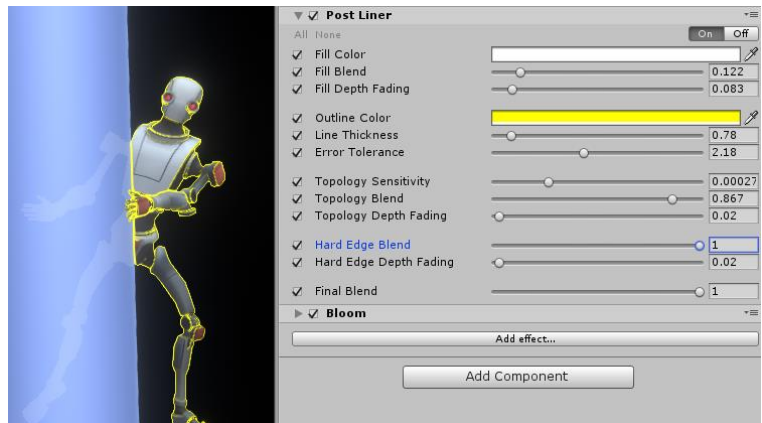 Post Liner
All None On Off
Fill Color
Fill Blend 0.122
Fill Depth Fading 0.083
Outline Color
Line Thickness 0.78
Error Tolerance 2.18
Topology Sensitivity 0.00027
Topology Blend 0.867
Topology Depth Fading 0.02
Hard Edge Blend 1
Hard Edge Depth Fading 0.02
Final Blend 1
Bloom
Add effect...
Add Component